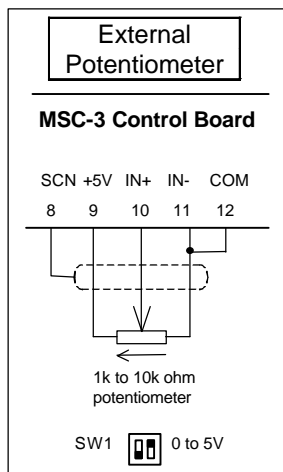 External
Potentiometer
MSC-3 Control Board
SCN +5V IN+ IN- COM
8 9 10 11 12
1k to 10k ohm
potentiometer
SW1 0 to 5V